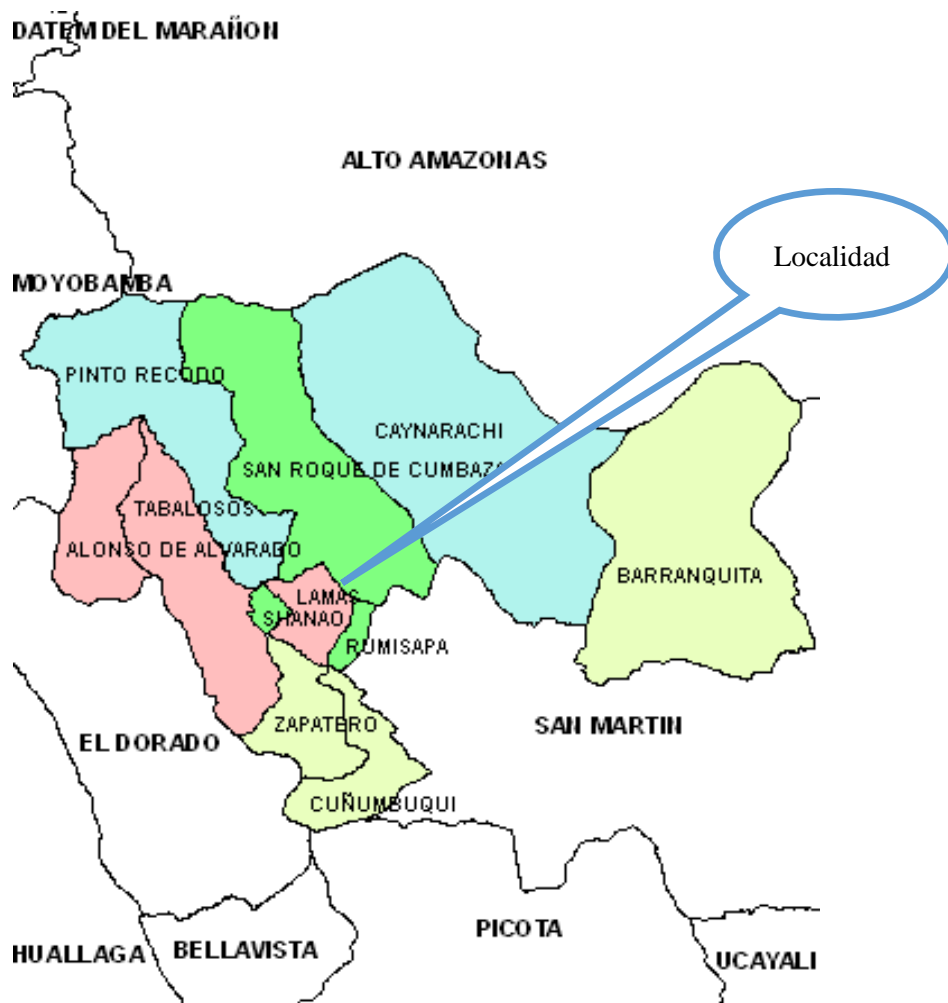 DATEM DEL MARAÑON
ALTO AMAZONAS
Localidad
MOYOBAMBA
PINTO RECODO
CAYNARACHI
SAN ROQUE DE CUMBAZA
TABALOSOS
ALONSO DE ALVARADO
BARRANQUITA
LAMAS
SHANAO
RUMISAPA
ZAPATERO
SAN MARTIN
EL DORADO
CUÑUMBUQUI
PICOTA
HUALLAGA
BELLAVISTA
UCAYALI